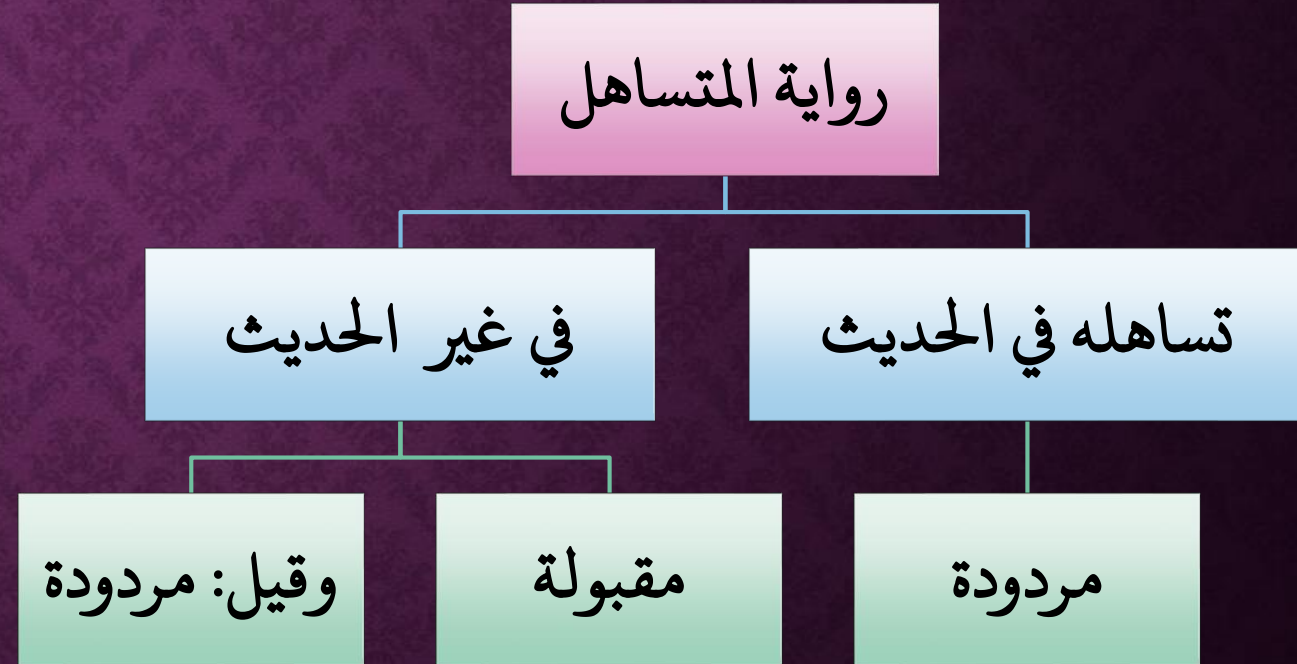 رواية المتساهل
تساهله في الحديث
في غير الحديث
مردودة
مقبولة
وقيل: مردودة